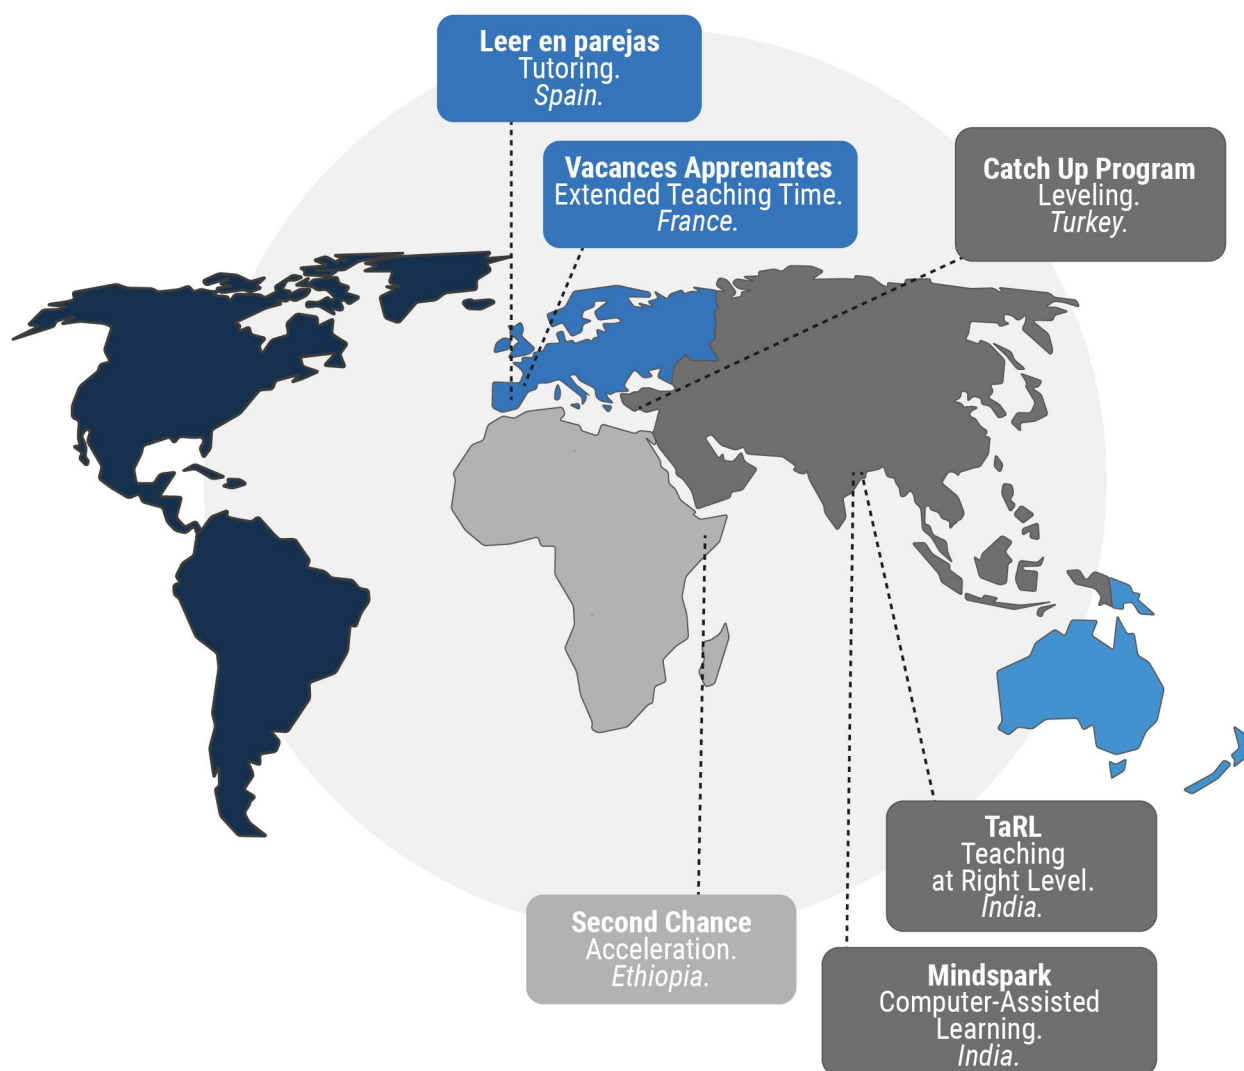 Leer en parejas
Tutoring.
Spain.
Vacances Apprenantes
Extended Teaching Time.
France.
Catch Up Program
Leveling.
Turkey.
TaRL
Teaching
at Right Level.
India.
Second Chance
Acceleration.
Ethiopia.
Mindspark
Computer-Assisted
Learning.
India.